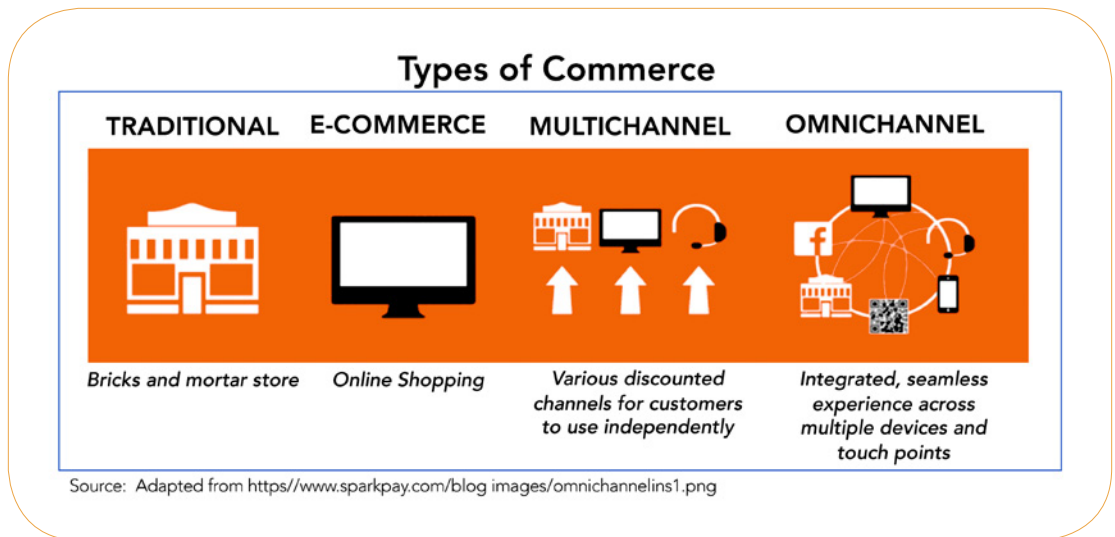 Types of Commerce
TRADITIONAL
E-COMMERCE
MULTICHANNEL
OMNICHANNEL
f
Bricks and mortar store
Online Shopping
Various discounted
channels for customers
to use independently
Integrated, seamless
experience across
multiple devices and
touch points
Source: Adapted from https//www.sparkpay.com/blog images/omnichannelins1.png